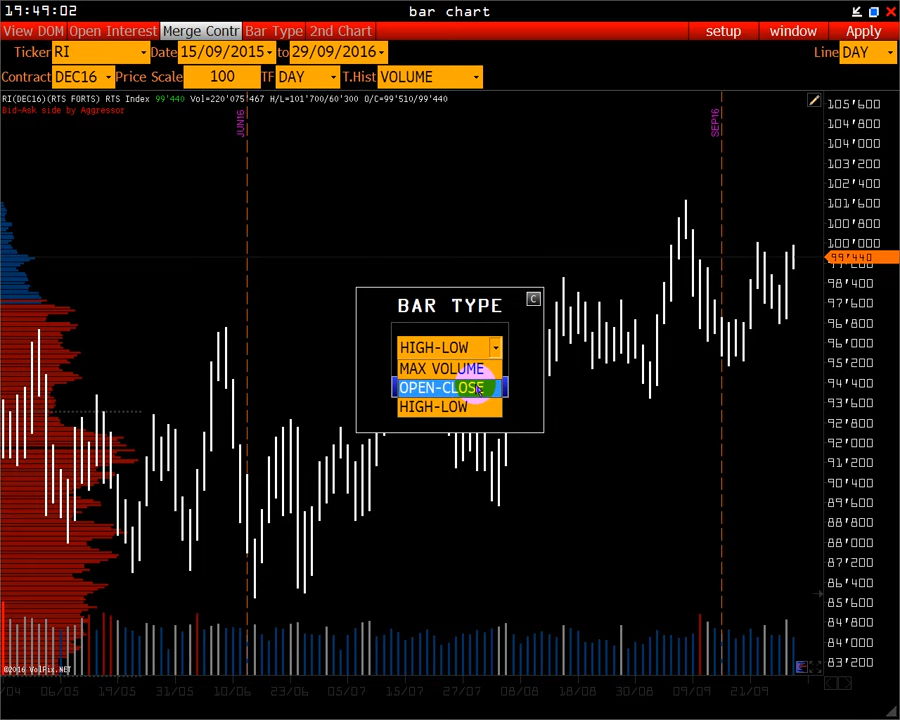 19:49:02
bar chart
View DOM Open Interest Merge Contr Bar Type 2nd Chart setup window Apply
Ticker RI Date 15/09/2015 to 29/09/2016 Line DAY
Contract DEC16 Price Scale 100 TF DAY T.Hist VOLUME
RI(DEC16)(RTS FORTS) RTS Index 99'440 Vol=220'075'467 H/L=101'700/60'300 O/C=99'510/99'440
Bid-Ask side by Aggressor
JUN16
SEP16
105'600
104'800
104'000
103'200
102'400
101'600
100'800
100'000
99'440
97'200
98'400
97'600
96'800
96'000
95'200
94'400
93'600
92'800
92'000
91'200
90'400
89'600
88'800
88'000
87'200
86'400
85'600
84'800
84'000
83'200
BAR TYPE
C
HIGH-LOW
MAX VOLUME
OPEN-CLOSE
HIGH-LOW
©2016 VolFix.NET
/04 06/05 19/05 31/05 10/06 23/06 05/07 15/07 27/07 08/08 18/08 30/08 09/09 21/09